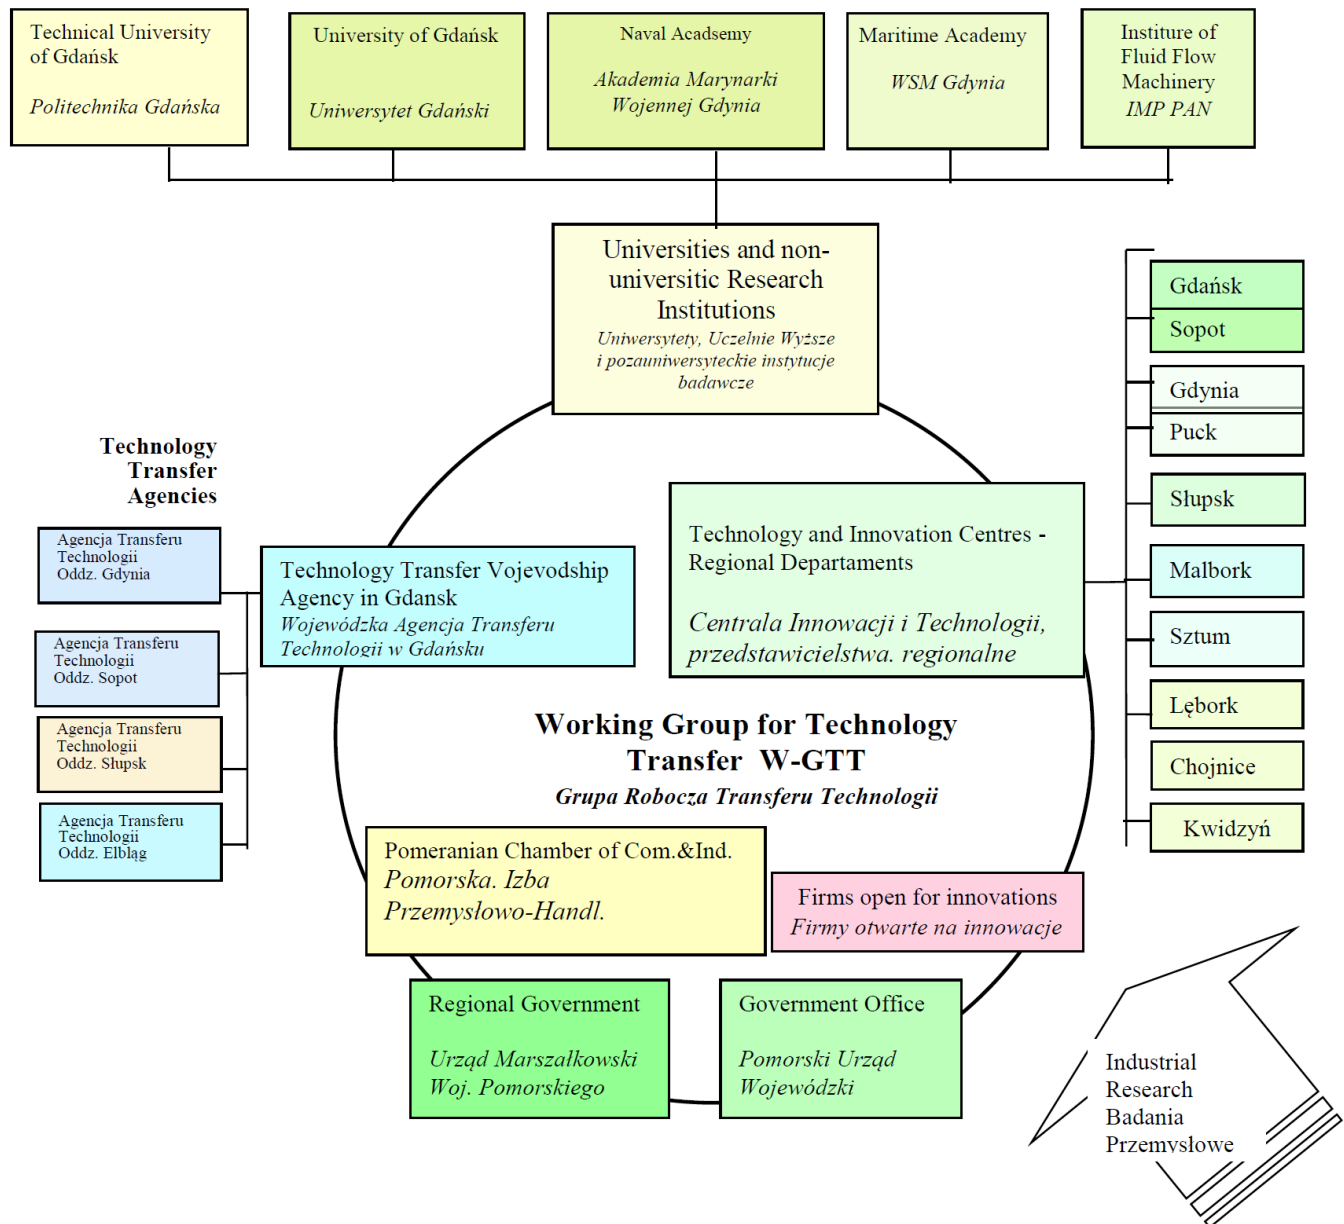 Technical University
of Gdańsk
Politechnika Gdańska
University of Gdańsk
Uniwersytet Gdański
Naval Acadsemy
Akademia Marynarki
Wojennej Gdynia
Maritime Academy
WSM Gdynia
Institure of
Fluid Flow
Machinery
IMP PAN
Universities and non-
universitic Research
Institutions
Uniwersytety, Uczelnie Wyższe
i pozauniwersyteckie instytucje
badawcze
Technology
Transfer
Agencies
Agencja Transferu
Technologii
Oddz. Gdynia
Agencja Transferu
Technologii
Oddz. Sopot
Agencja Transferu
Technologii
Oddz. Słupsk
Agencja Transferu
Technologii
Oddz. Elbląg
Technology Transfer Vojevodship
Agency in Gdansk
Wojewódzka Agencja Transferu
Technologii w Gdańsku
Technology and Innovation Centres -
Regional Departaments
Centrala Innowacji i Technologii,
przedstawicielstwa. regionalne
Gdańsk
Sopot
Gdynia
Puck
Słupsk
Malbork
Sztum
Lębork
Chojnice
Kwidzyń
Working Group for Technology
Transfer W-GTT
Grupa Robocza Transferu Technologii
Pomeranian Chamber of Com.&Ind.
Pomorska. Izba
Przemysłowo-Handl.
Firms open for innovations
Firmy otwarte na innowacje
Regional Government
Urząd Marszałkowski
Woj. Pomorskiego
Government Office
Pomorski Urząd
Wojewódzki
Industrial
Research
Badania
Przemysłowe